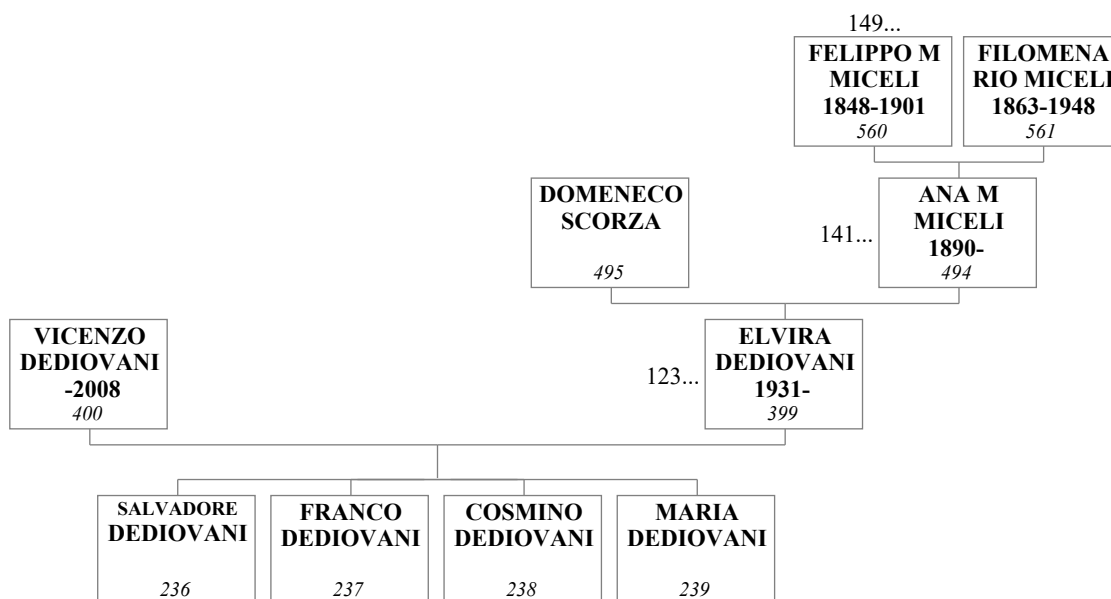 149...
FELIPPO M
MICELI
1848-1901
560
FILOMENA
RIO MICELI
1863-1948
561
DOMENECO
SCORZA
495
141...
ANA M
MICELI
1890-
494
VICENZO
DEDIOVANI
-2008
400
123...
ELVIRA
DEDIOVANI
1931-
399
SALVADORE
DEDIOVANI
236
FRANCO
DEDIOVANI
237
COSMINO
DEDIOVANI
238
MARIA
DEDIOVANI
239